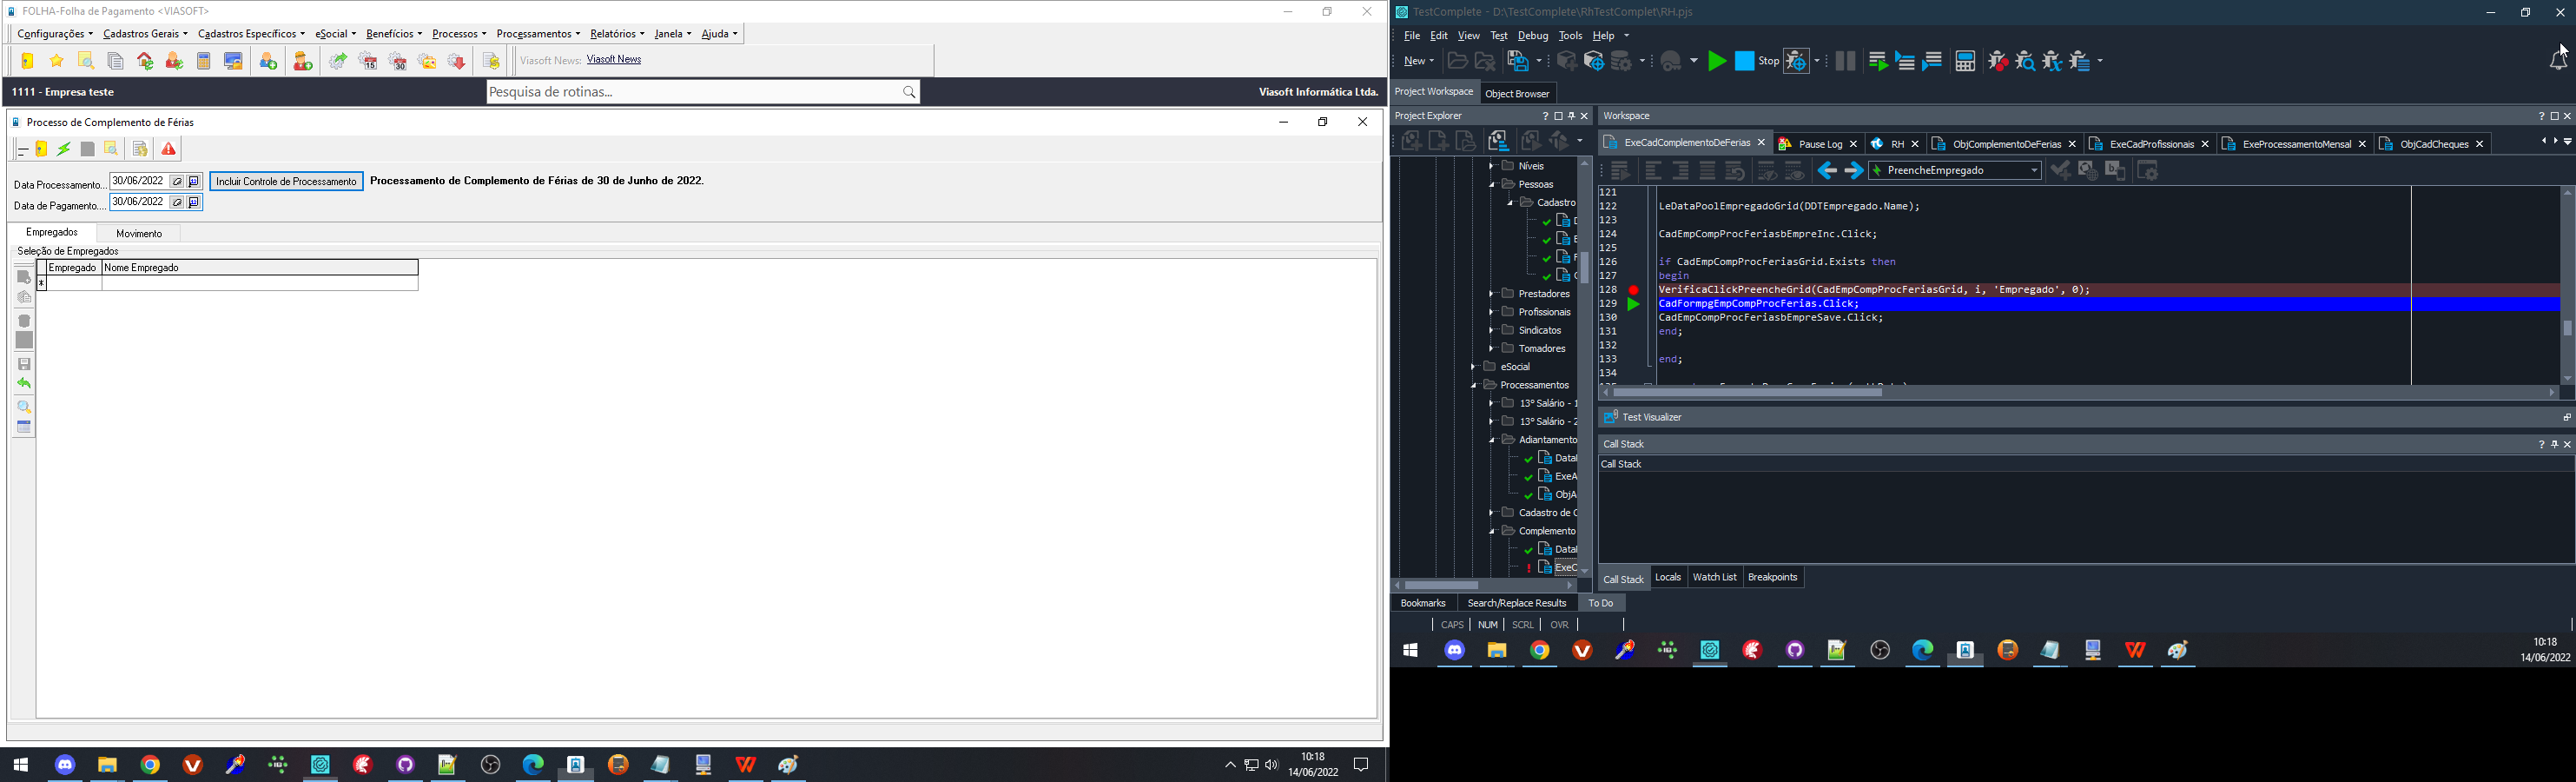 FOLHA-Folha de Pagamento <VIASOFT>
Configurações Cadastros Gerais Cadastros Específicos eSocial Benefícios Processos Processamentos Relatórios Janela Ajuda
Viasoft News: Viasoft News
1111 - Empresa teste
Pesquisa de rotinas...
Viasoft Informática Ltda.
Processo de Complemento de Férias
Data Processamento... 30/06/2022 Incluir Controle de Processamento Processamento de Complemento de Férias de 30 de Junho de 2022.
Data de Pagamento.... 30/06/2022
Empregados Movimento
Seleção de Empregados
Empregado Nome Empregado
*
10:18
14/06/2022
TestComplete - D:\TestComplete\RhTestComplet\RH.pjs
File Edit View Test Debug Tools Help
New Stop
Project Workspace Object Browser
Project Explorer
Níveis
Pessoas
Cadastro
Prestadores
Profissionais
Sindicatos
Tomadores
eSocial
Processamentos
13º Salário - 1
13º Salário - 2
Adiantamento
Data
ExeA
ObjA
Cadastro de C
Complemento
Data
ExeC
Workspace
ExeCadComplementoDeFerias Pause Log RH ObjComplementoDeFerias ExeCadProfissionais ExeProcessamentoMensal ObjCadCheques
PreencheEmpregado
121
122 LeDataPoolEmpregadoGrid(DDTEmpregado.Name);
123
124 CadEmpCompProcFeriasbEmpreInc.Click;
125
126 if CadEmpCompProcFeriasGrid.Exists then
127 begin
128 VerificaClickPreencheGrid(CadEmpCompProcFeriasGrid, i, 'Empregado', 0);
129 CadFormpgEmpCompProcFerias.Click;
130 CadEmpCompProcFeriasbEmpreSave.Click;
131 end;
132
133 end;
134
Test Visualizer
Call Stack
Call Stack
Call Stack Locals Watch List Breakpoints
Bookmarks Search/Replace Results To Do
CAPS NUM SCRL OVR
10:18
14/06/2022